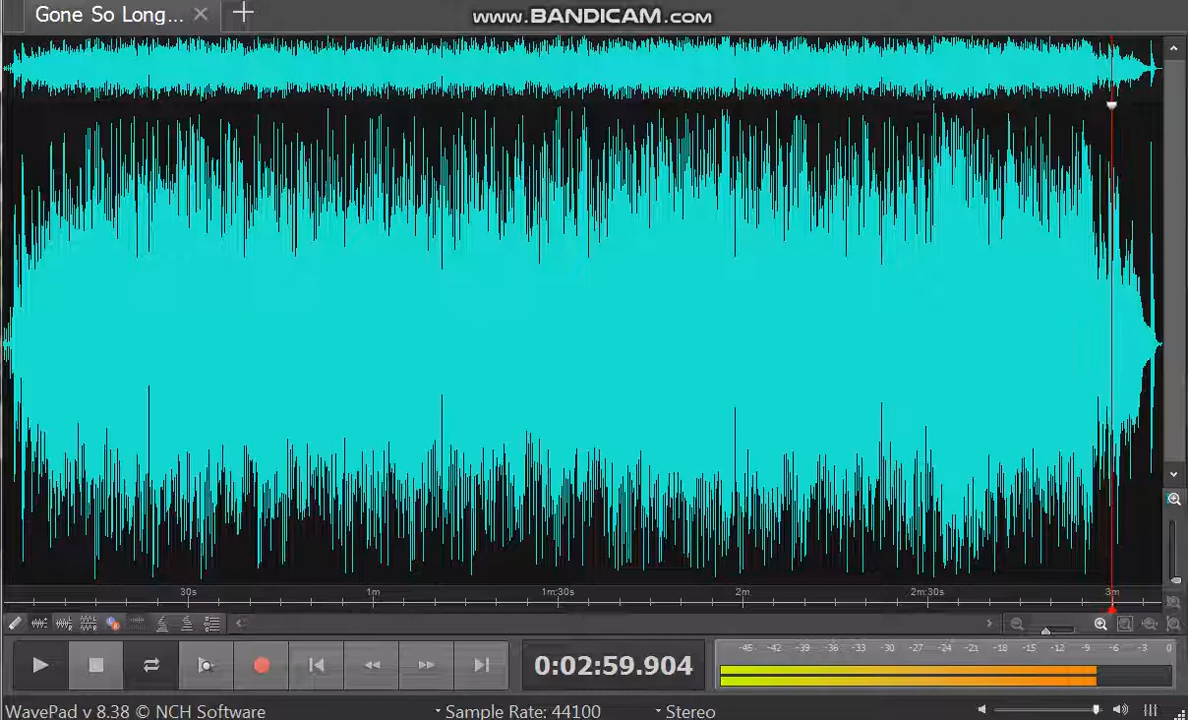 Gone So Long...
www.BANDICAM.com
30s 1m 1m:30s 2m 2m:30s 3m
-45 -42 -39 -36 -33 -30 -27 -24 -21 -18 -15 -12 -9 -6 -3 0
0:02:59.904
WavePad v 8.38 © NCH Software Sample Rate: 44100 Stereo